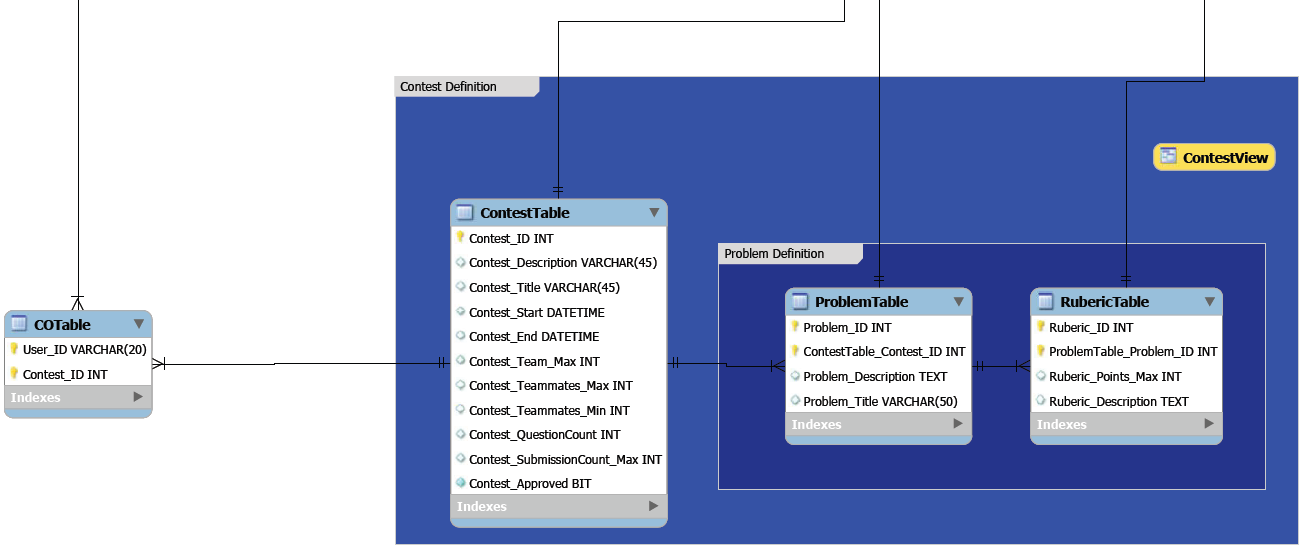 Contest Definition
ContestView
ContestTable
Contest_ID INT
Contest_Description VARCHAR(45)
Contest_Title VARCHAR(45)
Contest_Start DATETIME
Contest_End DATETIME
Contest_Team_Max INT
Contest_Teammates_Max INT
Contest_Teammates_Min INT
Contest_QuestionCount INT
Contest_SubmissionCount_Max INT
Contest_Approved BIT
Indexes
Problem Definition
ProblemTable
Problem_ID INT
ContestTable_Contest_ID INT
Problem_Description TEXT
Problem_Title VARCHAR(50)
Indexes
RubericTable
Ruberic_ID INT
ProblemTable_Problem_ID INT
Ruberic_Points_Max INT
Ruberic_Description TEXT
Indexes
COTable
User_ID VARCHAR(20)
Contest_ID INT
Indexes